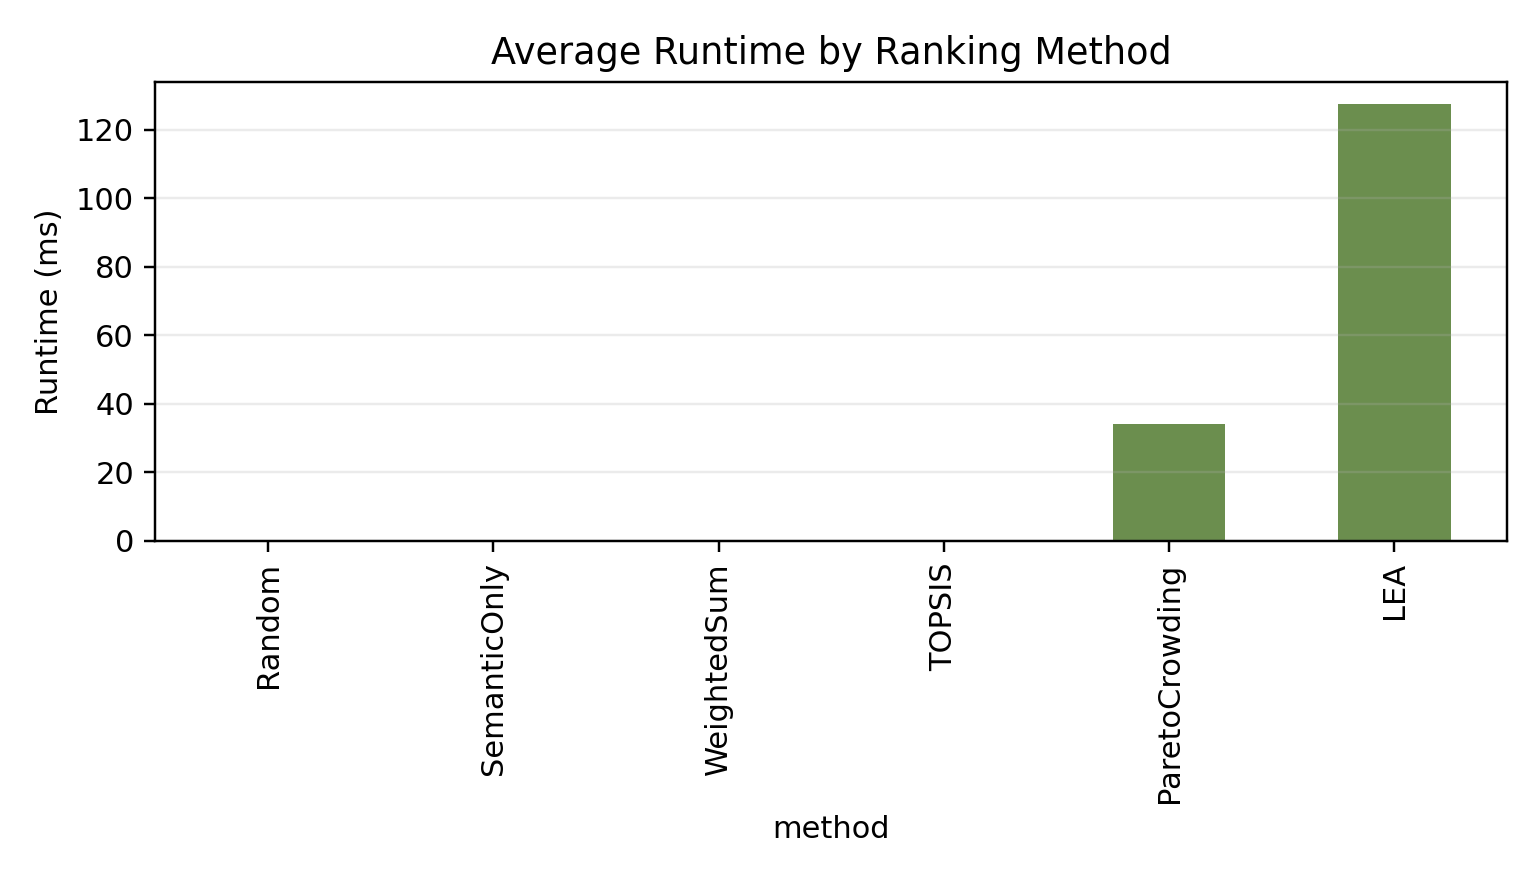 Average Runtime by Ranking Method
Runtime (ms)
120
100
80
60
40
20
0
Random
SemanticOnly
WeightedSum
TOPSIS
ParetoCrowding
LEA
method